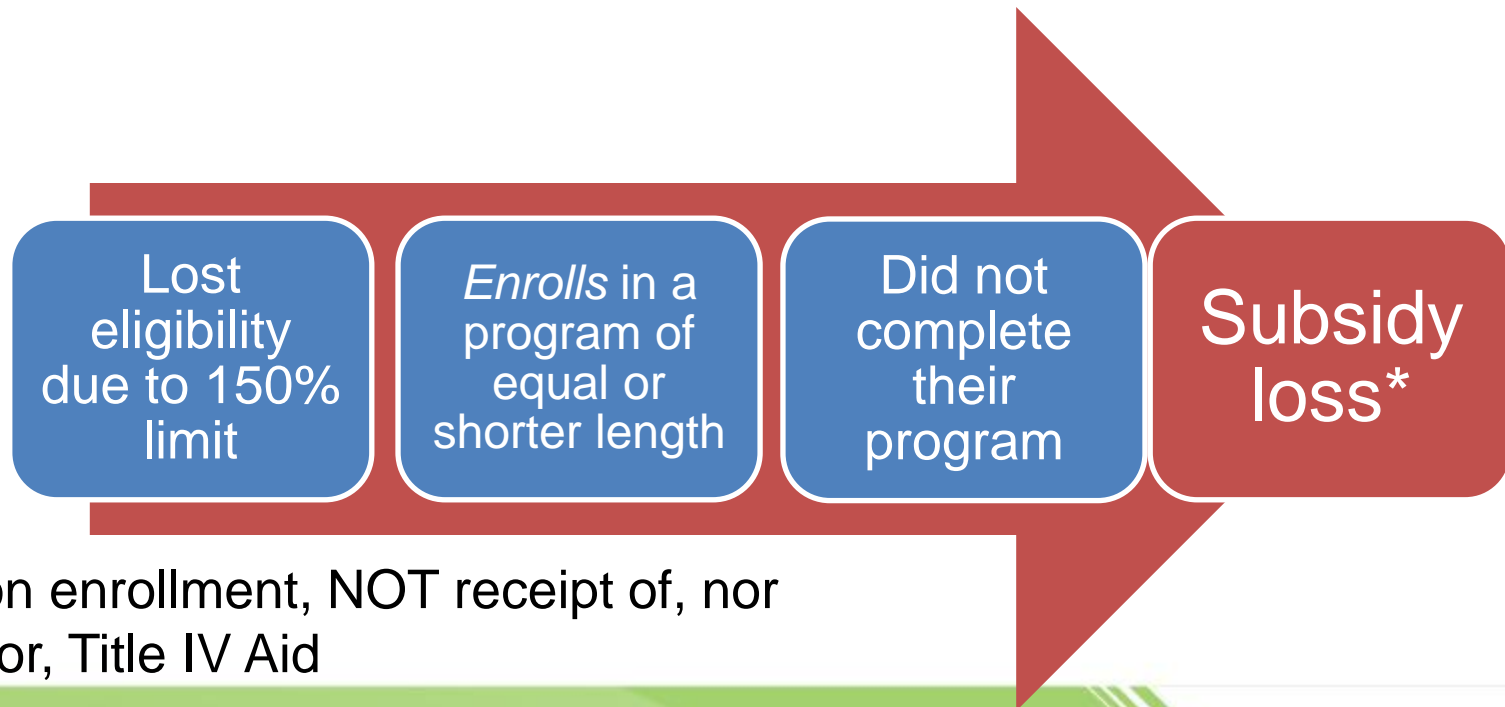 Lost
eligibility
due to 150%
limit
Enrolls in a
program of
equal or
shorter length
Did not
complete
their
program
Subsidy
loss*
on enrollment, NOT receipt of, nor
or, Title IV Aid